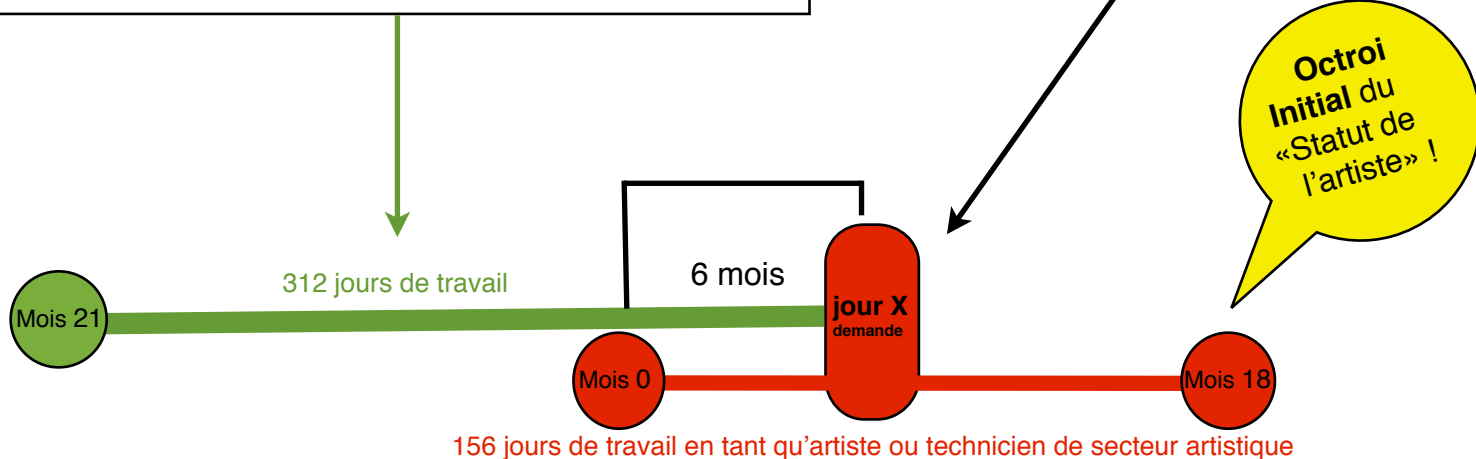 Octroi
Initial du
«Statut de
l’artiste» !
312 jours de travail
6 mois
Mois 21
jour X
demande
Mois 0
Mois 18
156 jours de travail en tant qu’artiste ou technicien de secteur artistique